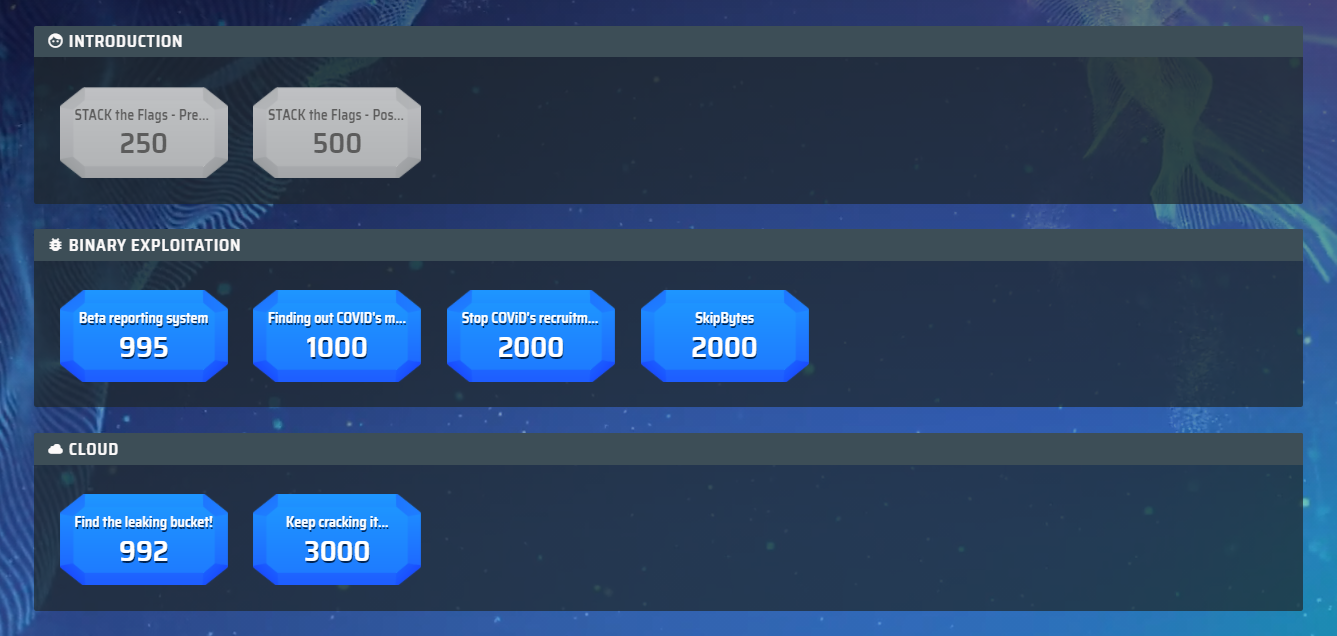 INTRODUCTION
STACK the Flags - Pre...
250
STACK the Flags - Pos...
500
BINARY EXPLOITATION
Beta reporting system
995
Finding out COVID's m...
1000
Stop COViD's recruitm...
2000
SkipBytes
2000
CLOUD
Find the leaking bucket!
992
Keep cracking it...
3000